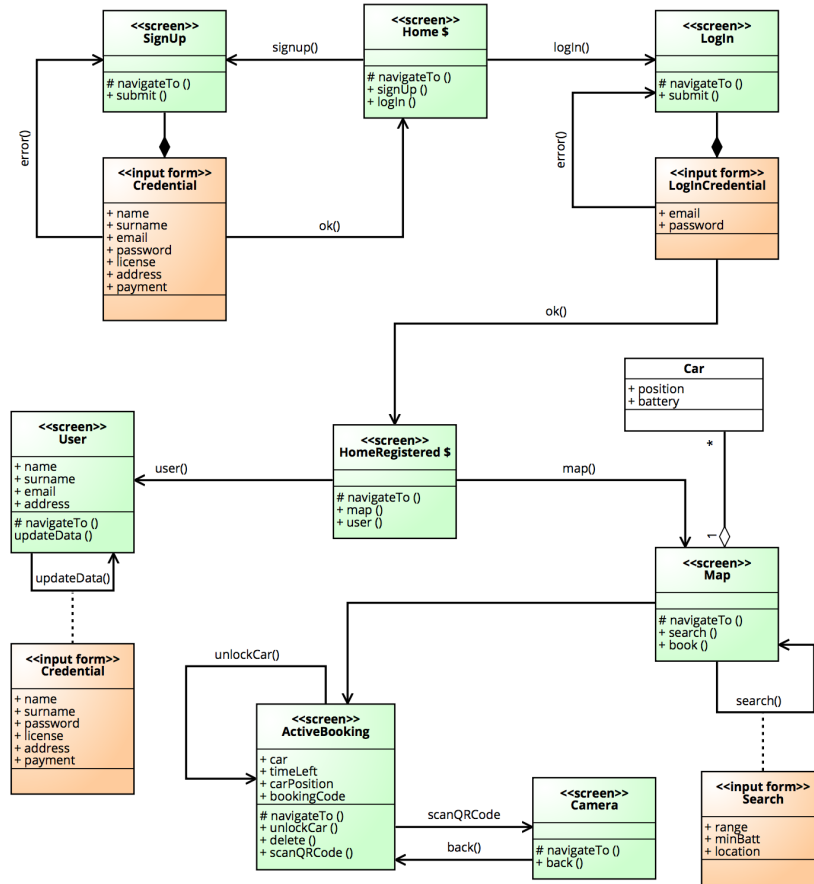 <<screen>>
SignUp
# navigateTo ()
+ submit ()
signup()
<<screen>>
Home $
# navigateTo ()
+ signUp ()
+ logIn ()
logIn()
<<screen>>
LogIn
# navigateTo ()
+ submit ()
error()
<<input form>>
Credential
+ name
+ surname
+ email
+ password
+ license
+ address
+ payment
ok()
error()
<<input form>>
LogInCredential
+ email
+ password
ok()
Car
+ position
+ battery
*
1
<<screen>>
User
+ name
+ surname
+ email
+ address
# navigateTo ()
updateData ()
user()
<<screen>>
HomeRegistered $
# navigateTo ()
+ map ()
+ user ()
map()
<<screen>>
Map
# navigateTo ()
+ search ()
+ book ()
updateData()
<<input form>>
Credential
+ name
+ surname
+ password
+ license
+ address
+ payment
unlockCar()
<<screen>>
ActiveBooking
+ car
+ timeLeft
+ carPosition
+ bookingCode
# navigateTo ()
+ unlockCar ()
+ delete ()
+ scanQRCode ()
scanQRCode
back()
<<screen>>
Camera
# navigateTo ()
+ back ()
search()
<<input form>>
Search
+ range
+ minBatt
+ location